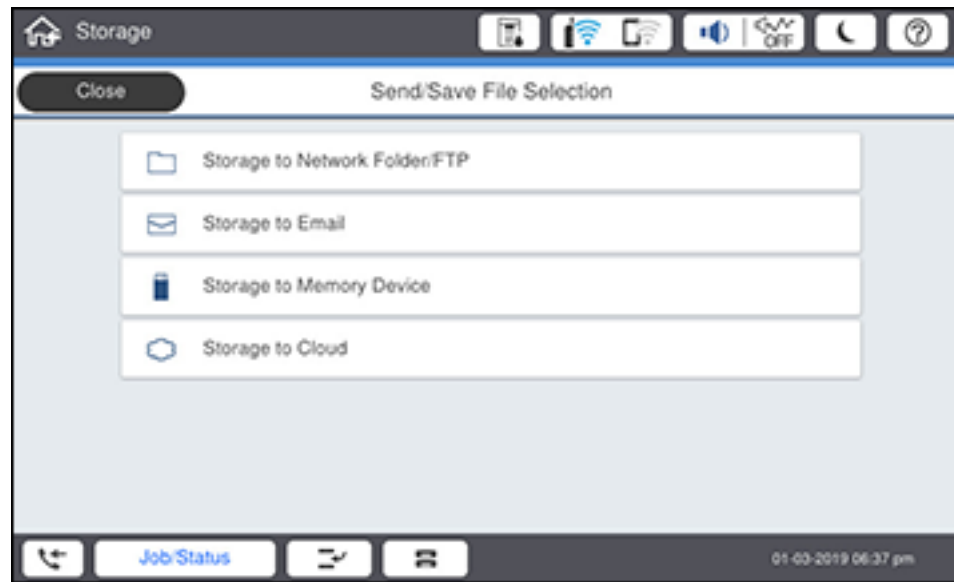 Storage
OFF
Close
Send/Save File Selection
Storage to Network Folder/FTP
Storage to Email
Storage to Memory Device
Storage to Cloud
Job/Status
01-03-2019 06:37 pm